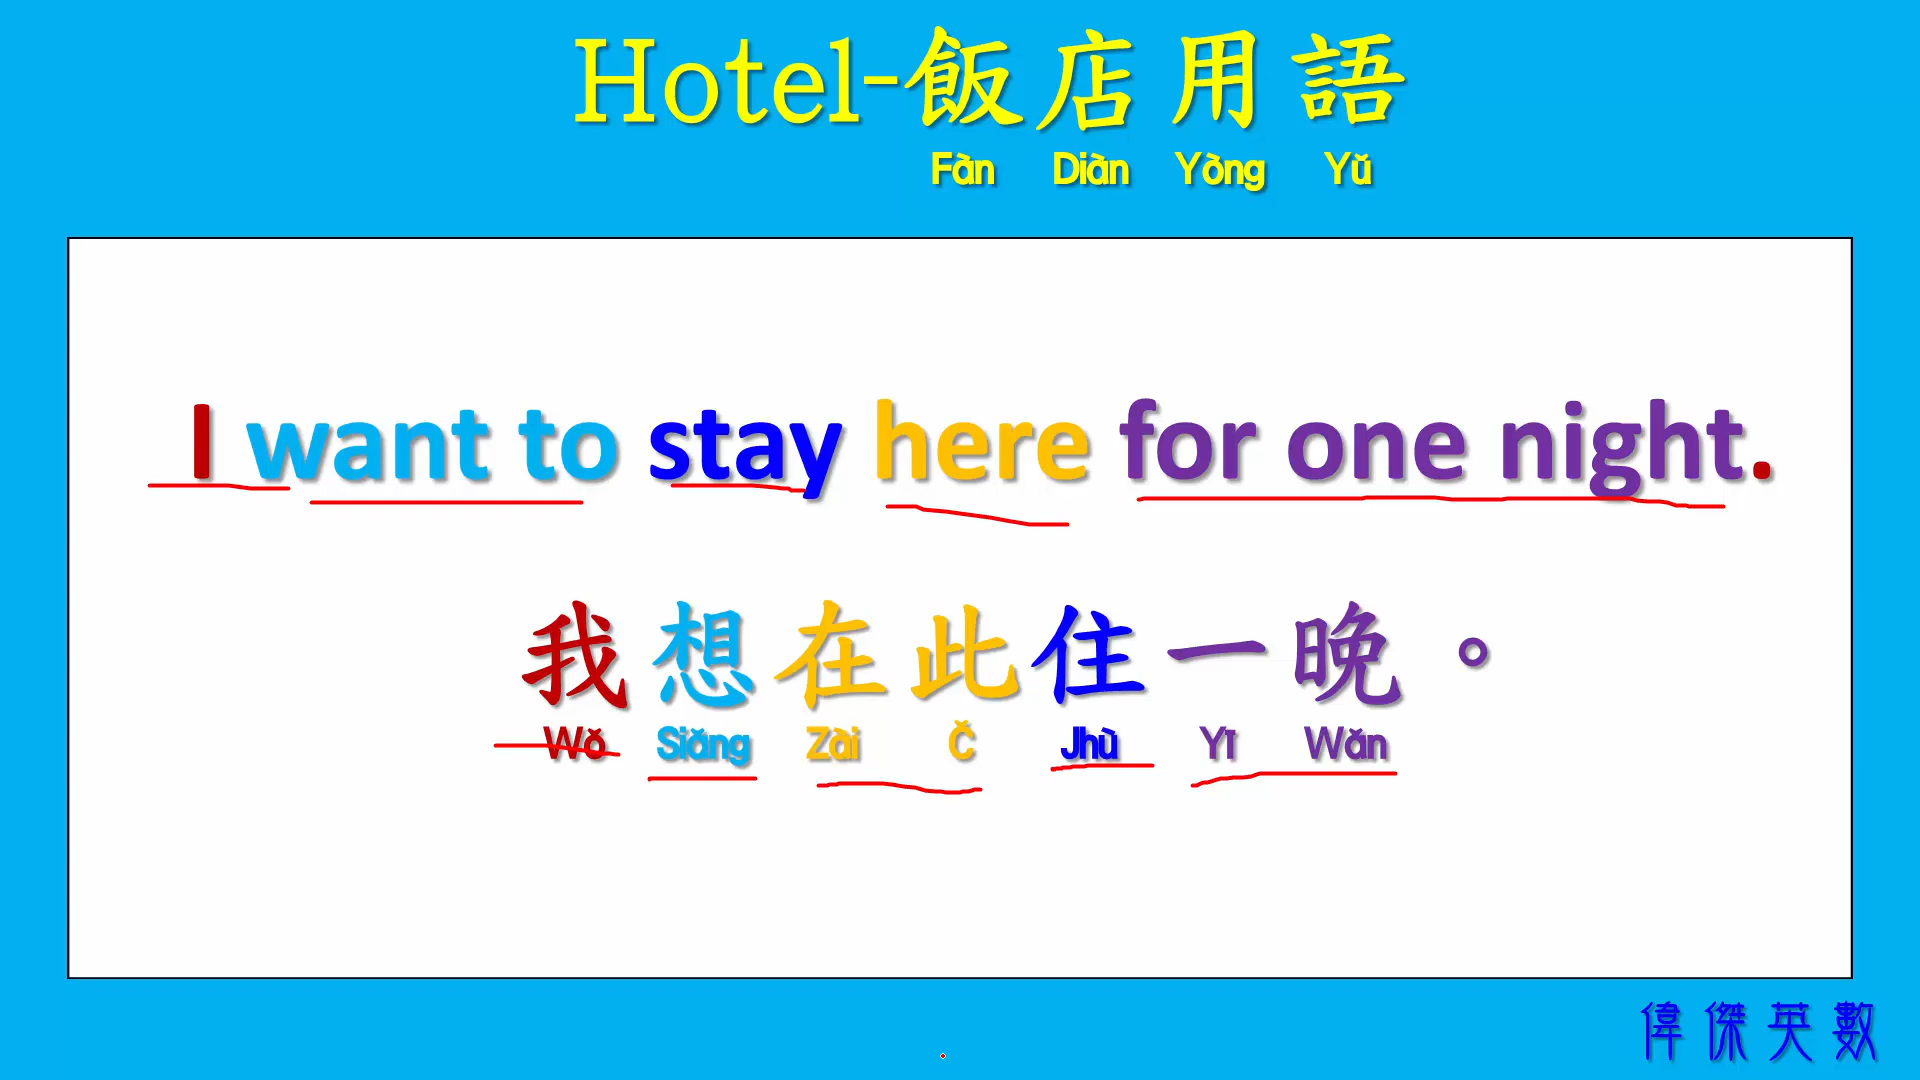 Hotel-飯店用語
Fàn Diàn Yòng Yǔ
I want to stay here for one night.
我想在此住一晚。
Wǒ Siǎng Zài Č Jhù Yī Wǎn
偉傑英數